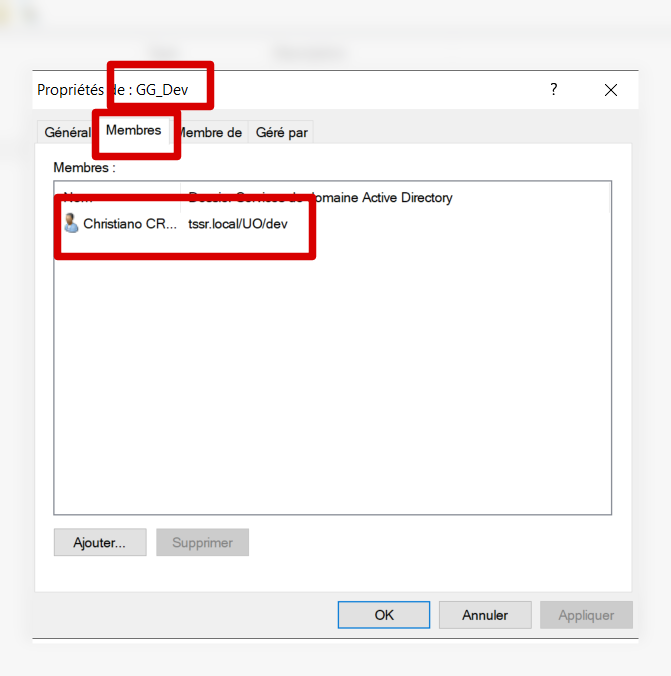 Propriétés de : GG_Dev ?
Général Membres Membre de Géré par
Membres :
Nom Dossier Services de domaine Active Directory
Christiano CR... tssr.local/UO/dev
Ajouter... Supprimer
OK Annuler Appliquer